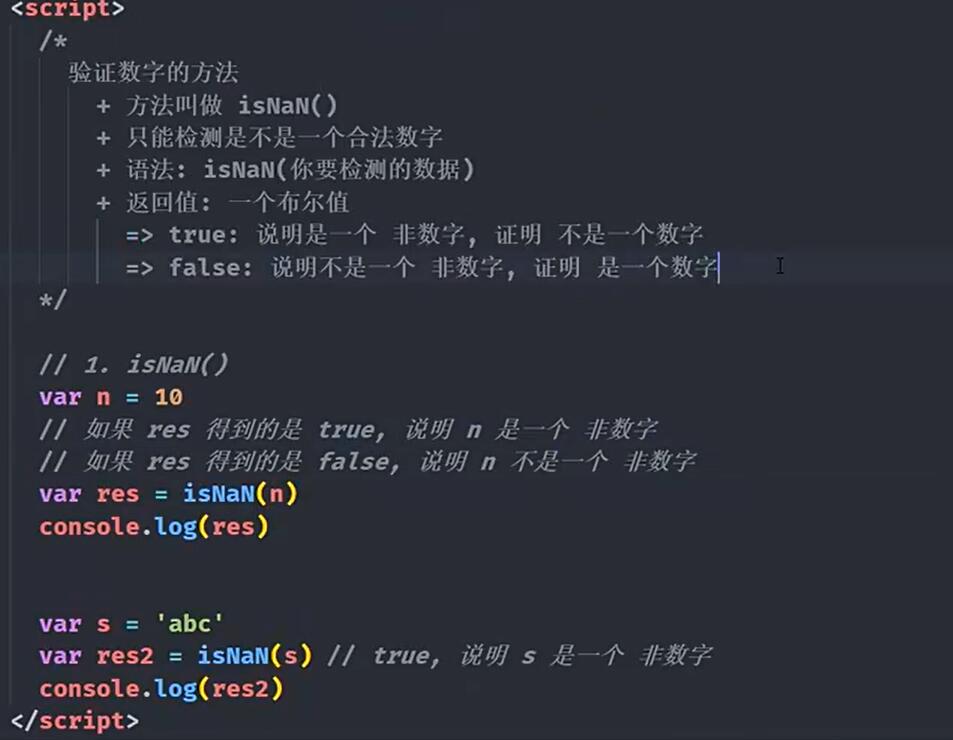 <script>
/*
验证数字的方法
+ 方法叫做 isNaN()
+ 只能检测是不是一个合法数字
+ 语法: isNaN(你要检测的数据)
+ 返回值: 一个布尔值
=> true: 说明是一个 非数字, 证明 不是一个数字
=> false: 说明不是一个 非数字, 证明 是一个数字
*/
// 1. isNaN()
var n = 10
// 如果 res 得到的是 true, 说明 n 是一个 非数字
// 如果 res 得到的是 false, 说明 n 不是一个 非数字
var res = isNaN(n)
console.log(res)
var s = 'abc'
var res2 = isNaN(s) // true, 说明 s 是一个 非数字
console.log(res2)
</script>